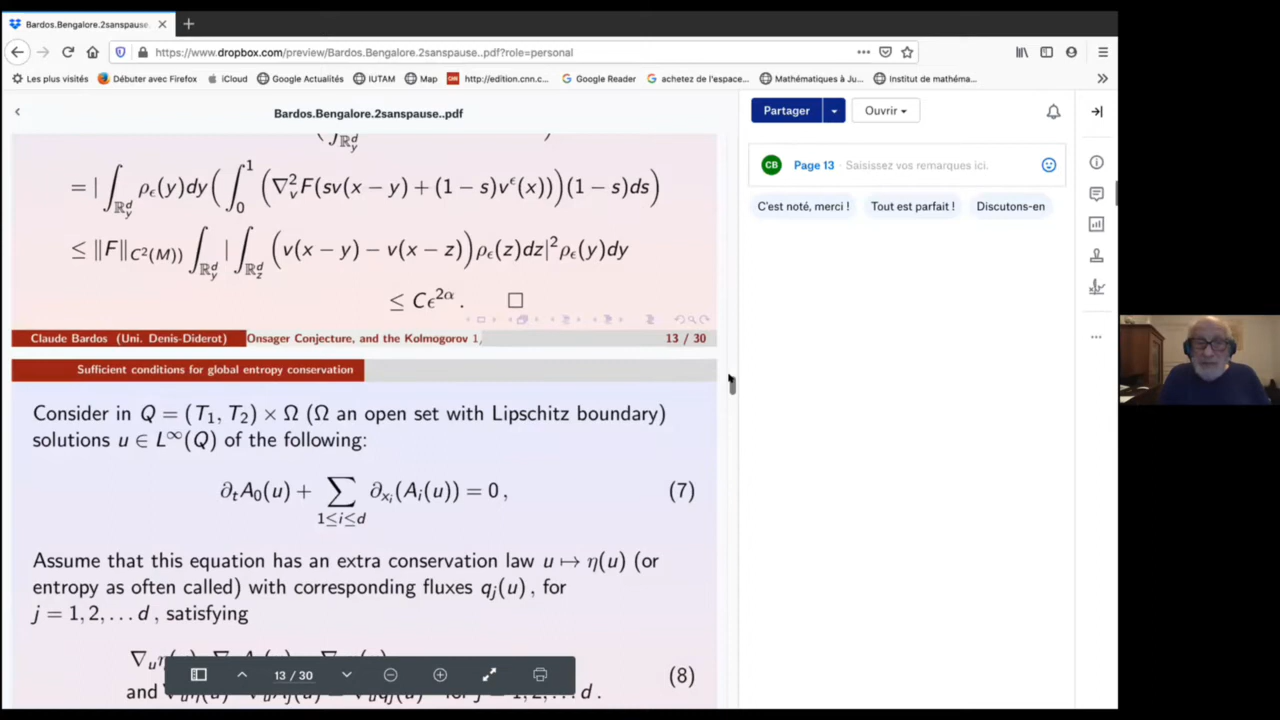 Bardos.Bengalore.2sanspause.
https://www.dropbox.com/preview/Bardos.Bengalore.2sanspause..pdf?role=personal
Les plus visités Débuter avec Firefox iCloud Google Actualités IUTAM Map http://edition.cnn.c... Google Reader achetez de l'espace... Mathématiques à Ju... Institut de mathéma...
Bardos.Bengalore.2sanspause..pdf
Partager Ouvrir
CB Page 13 Saisissez vos remarques ici.
C'est noté, merci ! Tout est parfait ! Discutons-en
= | ∫_{ℝ^d_y} ρ_ϵ(y)dy( ∫_0^1 (∇²_v F(sv(x − y) + (1 − s)v^ϵ(x)))(1 − s)ds)
≤ ‖F‖_{C²(M))} ∫_{ℝ^d_y} | ∫_{ℝ^d_z} (v(x − y) − v(x − z))ρ_ϵ(z)dz|²ρ_ϵ(y)dy
≤ Cϵ^{2α} . □
Claude Bardos (Uni. Denis-Diderot) Onsager Conjecture, and the Kolmogorov 1, 13 / 30
Sufficient conditions for global entropy conservation
Consider in Q = (T₁, T₂) × Ω (Ω an open set with Lipschitz boundary)
solutions u ∈ L^∞(Q) of the following:
∂_t A₀(u) + ∑_{1≤i≤d} ∂_{x_i}(A_i(u)) = 0 , (7)
Assume that this equation has an extra conservation law u ↦ η(u) (or
entropy as often called) with corresponding fluxes q_j(u) , for
j = 1, 2, . . . d , satisfying
(8)
and
13 / 30